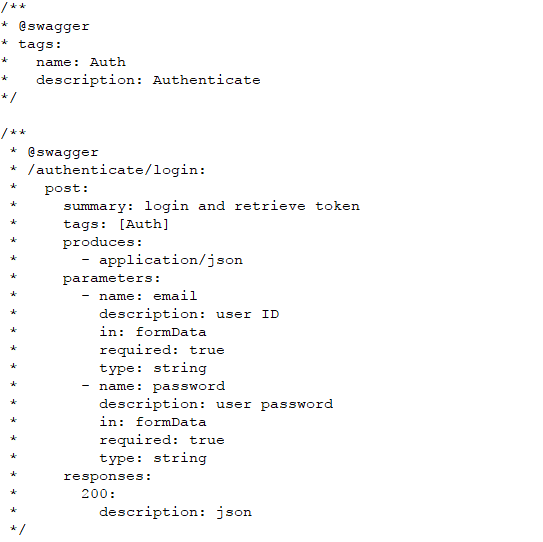 /**
* @swagger
* tags:
*   name: Auth
*   description: Authenticate
*/

/**
 * @swagger
 * /authenticate/login:
 *   post:
 *     summary: login and retrieve token
 *     tags: [Auth]
 *     produces:
 *       - application/json
 *     parameters:
 *       - name: email
 *         description: user ID
 *         in: formData
 *         required: true
 *         type: string
 *       - name: password
 *         description: user password
 *         in: formData
 *         required: true
 *         type: string
 *     responses:
 *       200:
 *         description: json
 */